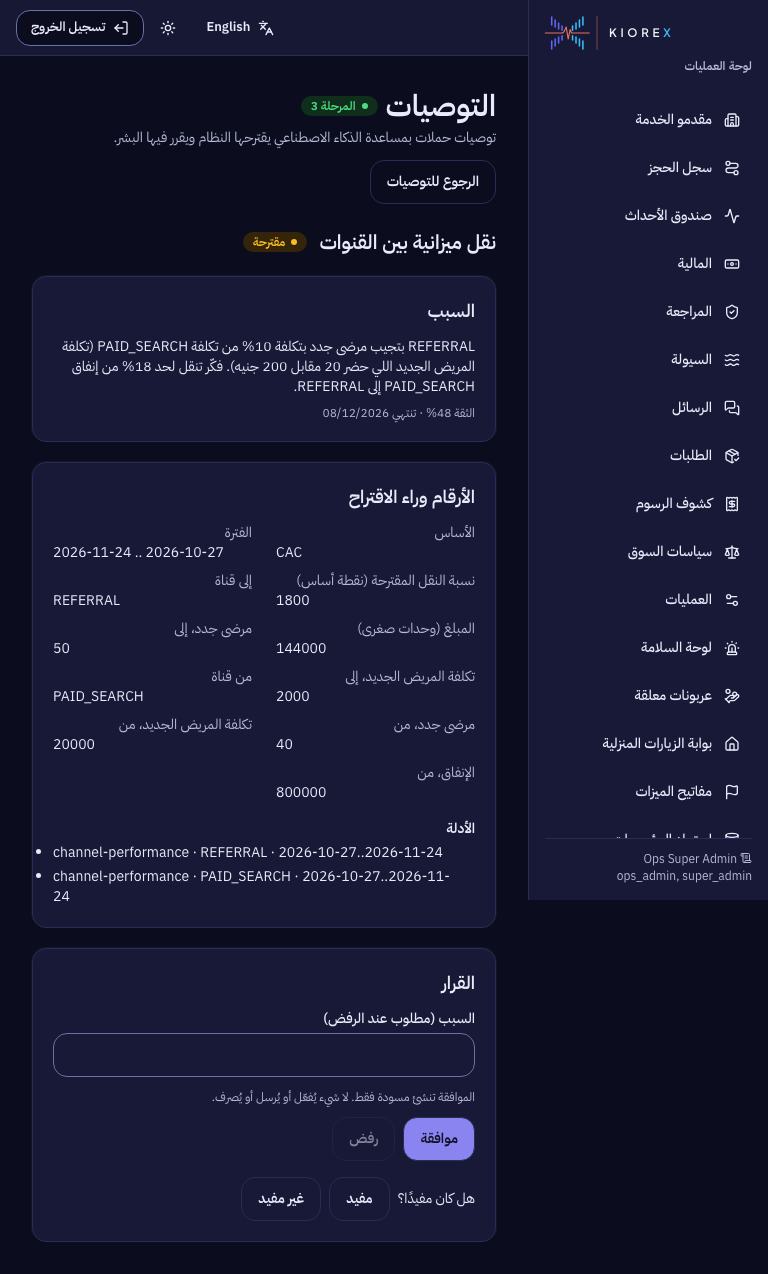 KIOREX
لوحة العمليات
مقدمو الخدمة
سجل الحجز
صندوق الأحداث
المالية
المراجعة
السيولة
الرسائل
الطلبات
كشوف الرسوم
سياسات السوق
العمليات
لوحة السلامة
عربونات معلقة
بوابة الزيارات المنزلية
مفاتيح الميزات
Ops Super Admin
ops_admin, super_admin
English
تسجيل الخروج
التوصيات
المرحلة 3
توصيات حملات بمساعدة الذكاء الاصطناعي يقترحها النظام ويقرر فيها البشر.
الرجوع للتوصيات
نقل ميزانية بين القنوات
مقترحة
السبب
REFERRAL بتجيب مرضى جدد بتكلفة 10% من تكلفة PAID_SEARCH (تكلفة
المريض الجديد اللي حضر 20 مقابل 200 جنيه). فكّر تنقل لحد 18% من إنفاق
PAID_SEARCH إلى REFERRAL.
الثقة 48% · تنتهي 08/12/2026
الأرقام وراء الاقتراح
الأساس
CAC
الفترة
2026-10-27 .. 2026-11-24
نسبة النقل المقترحة (نقطة أساس)
1800
إلى قناة
REFERRAL
المبلغ (وحدات صغرى)
144000
مرضى جدد، إلى
50
تكلفة المريض الجديد، إلى
2000
من قناة
PAID_SEARCH
مرضى جدد، من
40
تكلفة المريض الجديد، من
20000
الإنفاق، من
800000
الأدلة
channel-performance · REFERRAL · 2026-10-27..2026-11-24
channel-performance · PAID_SEARCH · 2026-10-27..2026-11-
24
القرار
السبب (مطلوب عند الرفض)
الموافقة تنشئ مسودة فقط. لا شيء يُفعّل أو يُرسل أو يُصرف.
موافقة
رفض
هل كان مفيدًا؟
مفيد
غير مفيد